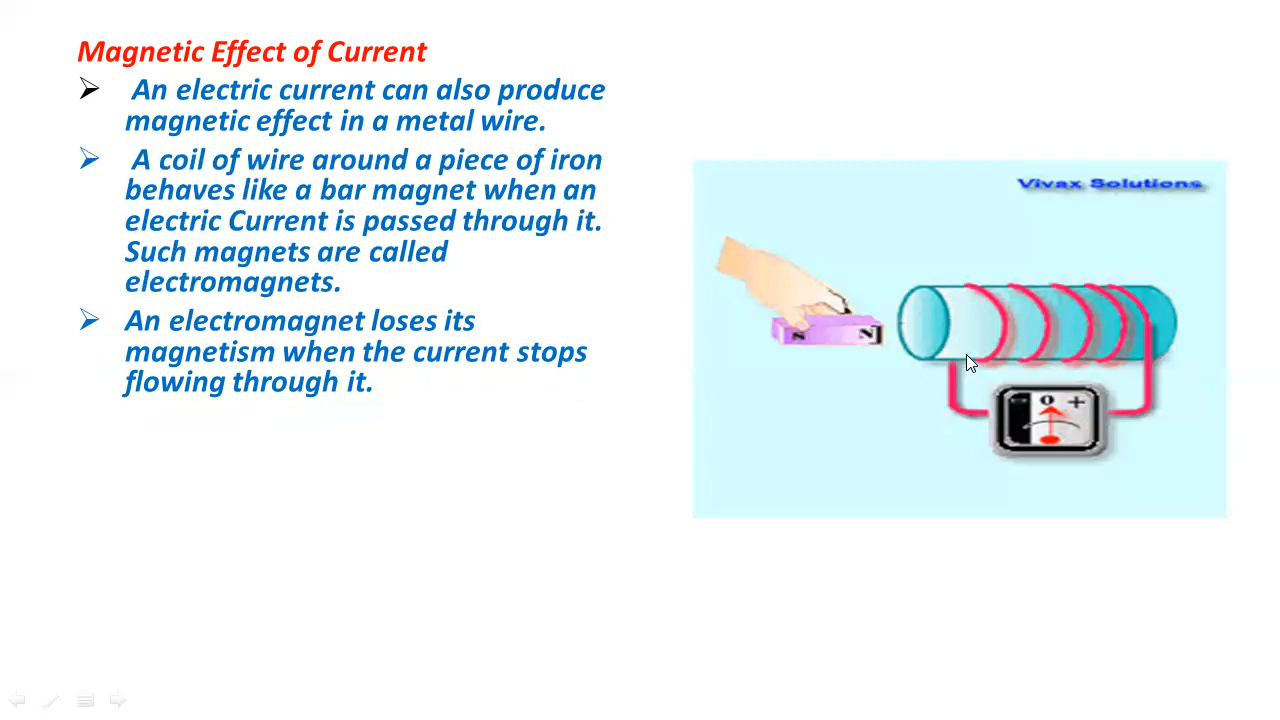 Magnetic Effect of Current
An electric current can also produce
magnetic effect in a metal wire.
A coil of wire around a piece of iron
behaves like a bar magnet when an
electric Current is passed through it.
Such magnets are called
electromagnets.
An electromagnet loses its
magnetism when the current stops
flowing through it.
Vivax Solutions
S N
- 0 +